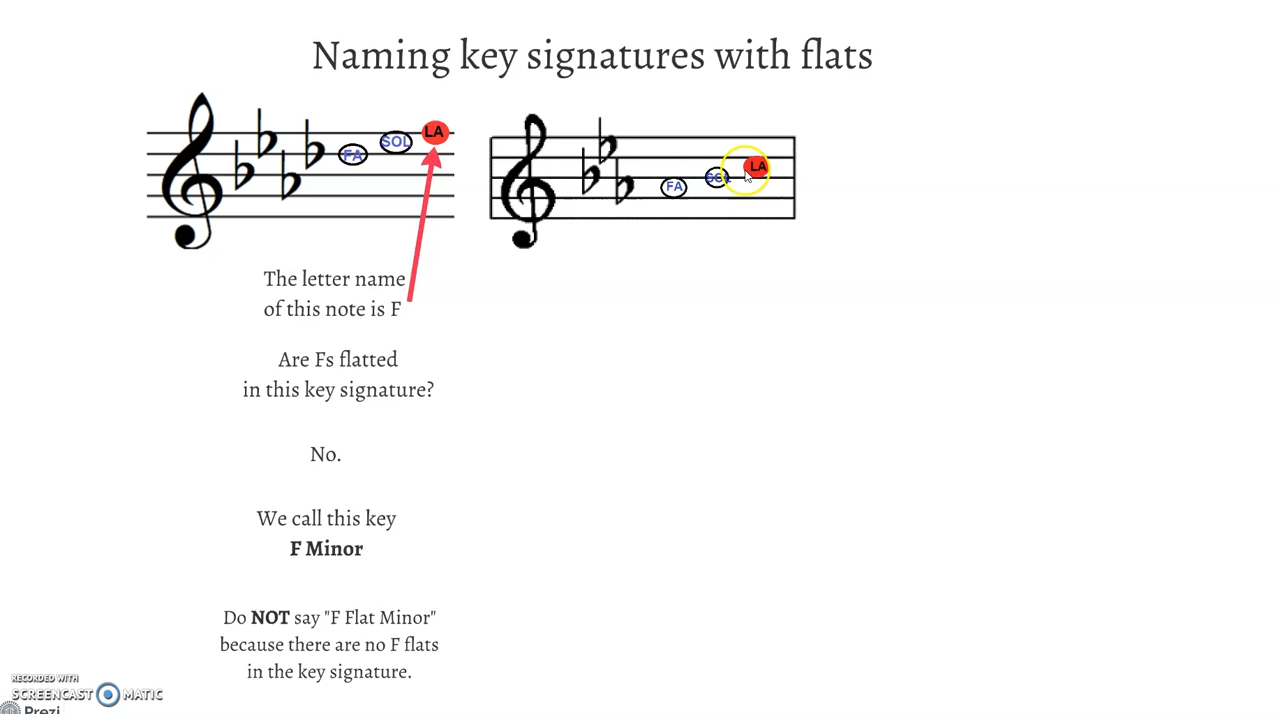 Naming key signatures with flats
FA SOL LA
FA SOL LA
The letter name
of this note is F
Are Fs flatted
in this key signature?
No.
We call this key
F Minor
Do NOT say "F Flat Minor"
because there are no F flats
in the key signature.
RECORDED WITH
SCREENCAST MATIC
Prezi